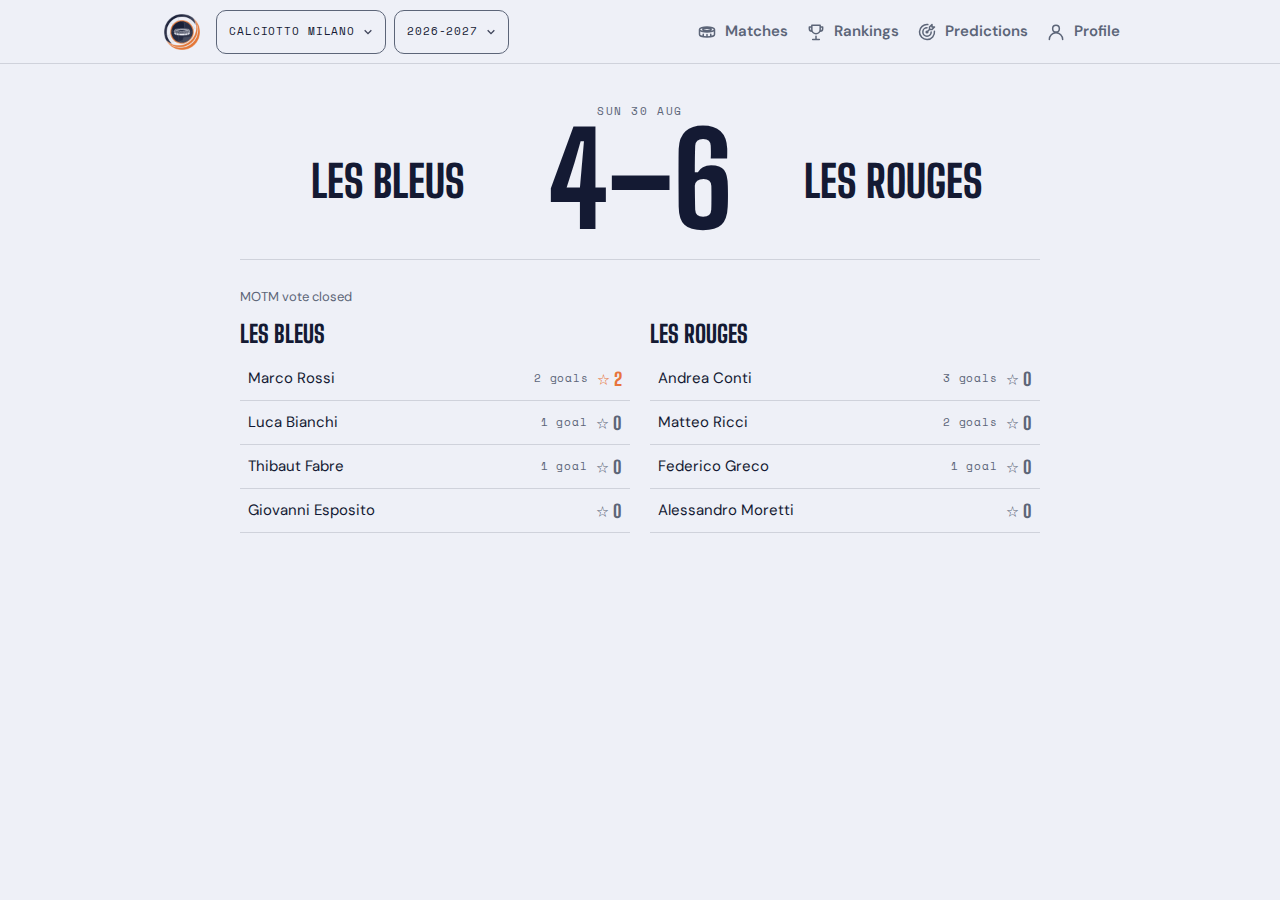 CALCIOTTO MILANO
2026-2027
Matches
Rankings
Predictions
Profile
SUN 30 AUG
LES BLEUS
4–6
LES ROUGES
MOTM vote closed
LES BLEUS
Marco Rossi 2 goals ☆ 2
Luca Bianchi 1 goal ☆ 0
Thibaut Fabre 1 goal ☆ 0
Giovanni Esposito ☆ 0
LES ROUGES
Andrea Conti 3 goals ☆ 0
Matteo Ricci 2 goals ☆ 0
Federico Greco 1 goal ☆ 0
Alessandro Moretti ☆ 0